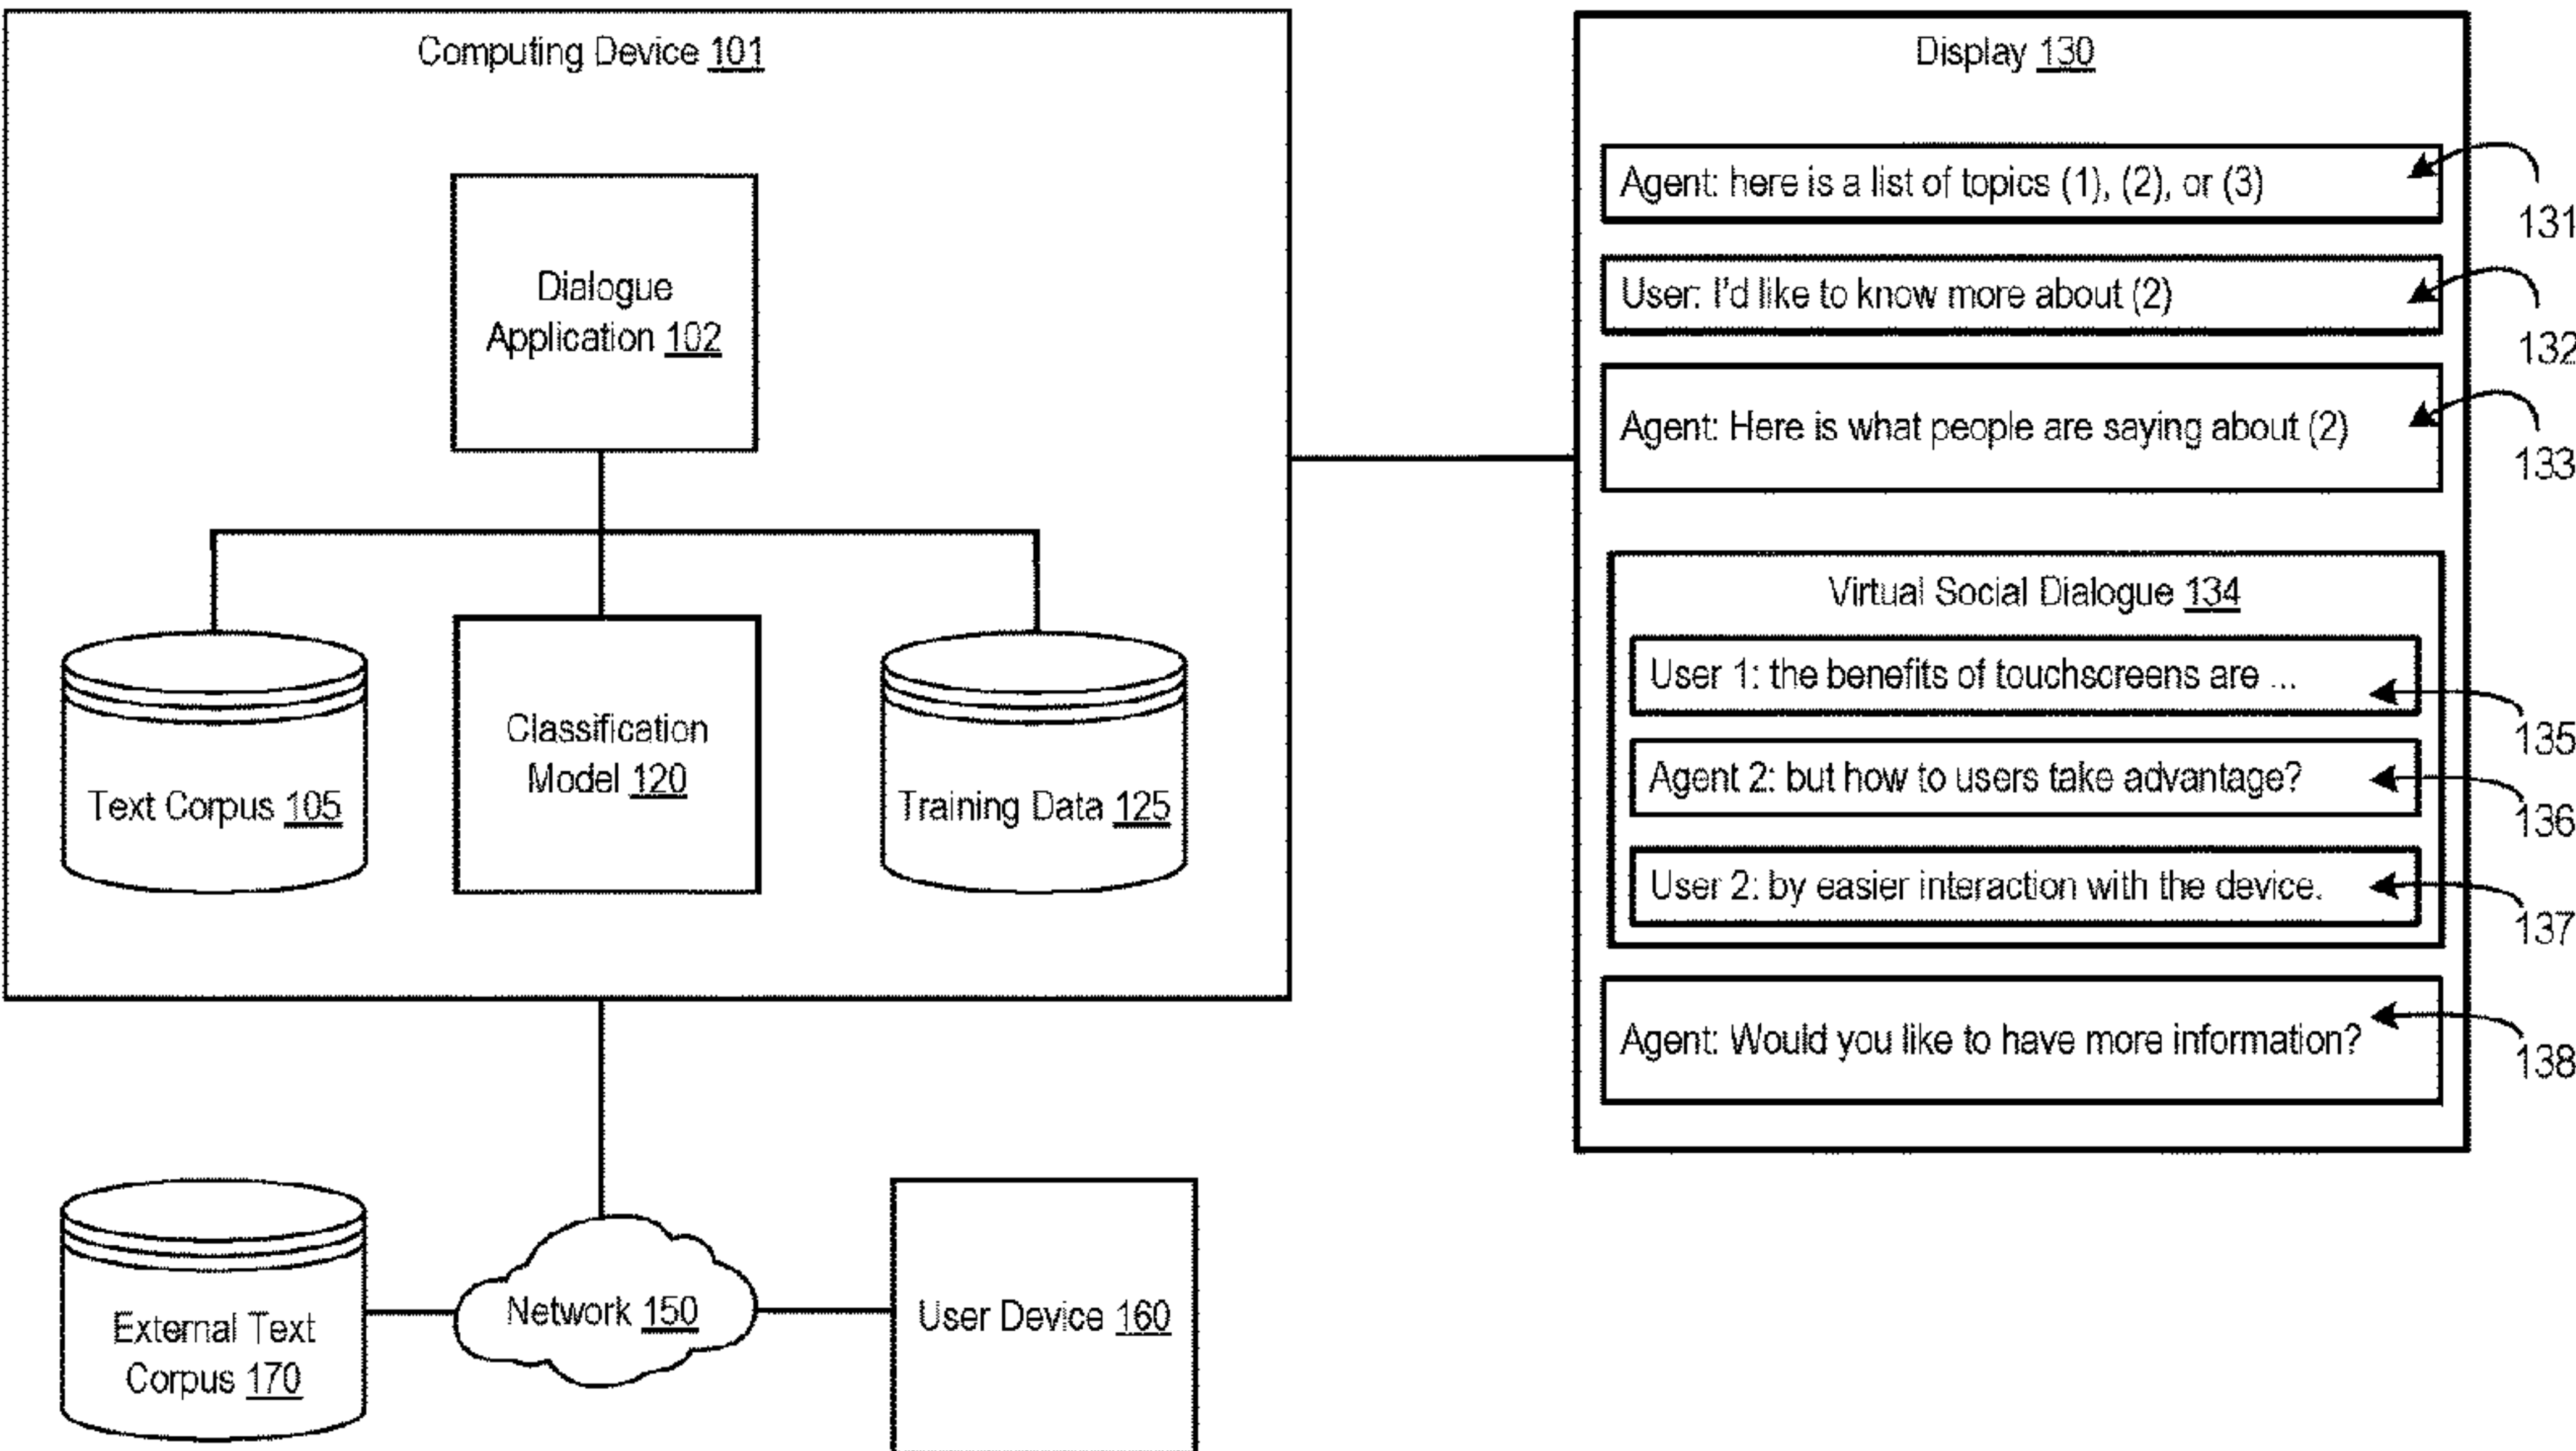 Computing Device 101
Dialogue
Application 102
Text Corpus 105
Classification
Model 120
Training Data 125
External Text
Corpus 170
Network 150
User Device 160
Display 130
Agent: here is a list of topics (1), (2), or (3)
131
User: I'd like to know more about (2)
132
Agent: Here is what people are saying about (2)
133
Virtual Social Dialogue 134
User 1: the benefits of touchscreens are ...
135
Agent 2: but how to users take advantage?
136
User 2: by easier interaction with the device.
137
Agent: Would you like to have more information?
138